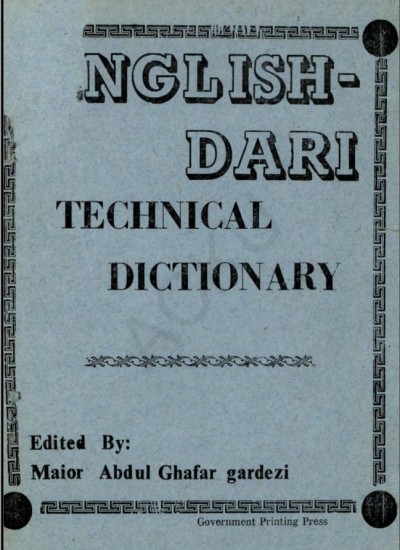 NGLISH-
DARI
TECHNICAL
DICTIONARY
Edited By:
Maior Abdul Ghafar gardezi
Government Printing Press